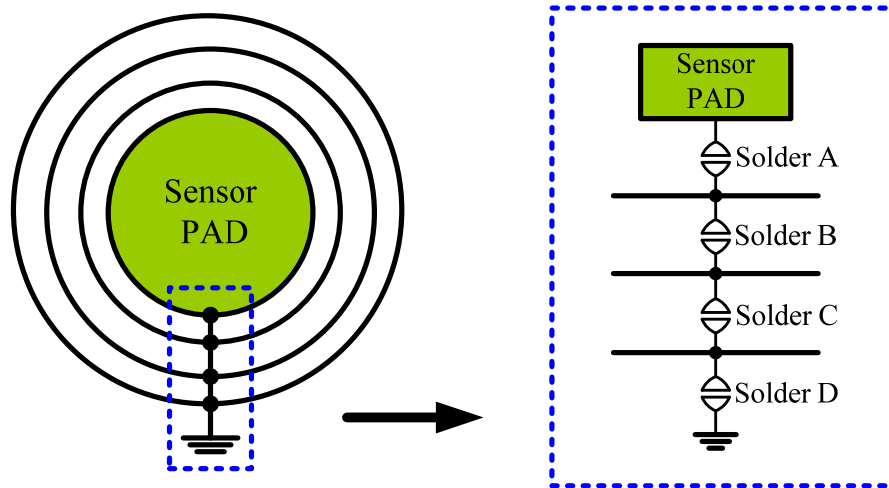 Sensor
PAD
Sensor
PAD
Solder A
Solder B
Solder C
Solder D